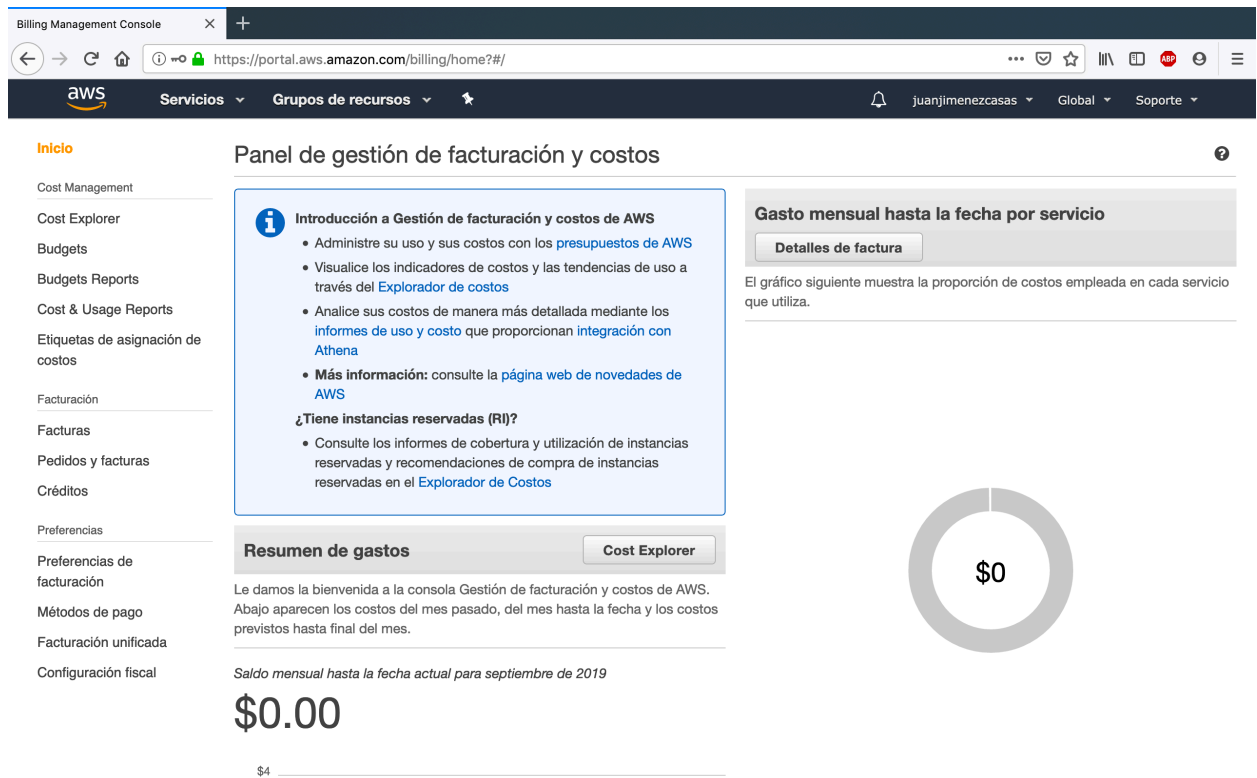 Billing Management Console
https://portal.aws.amazon.com/billing/home?#/
ABP
aws
Servicios
Grupos de recursos
juanjimenezcasas
Global
Soporte
Inicio
Cost Management
Cost Explorer
Budgets
Budgets Reports
Cost & Usage Reports
Etiquetas de asignación de
costos
Facturación
Facturas
Pedidos y facturas
Créditos
Preferencias
Preferencias de
facturación
Métodos de pago
Facturación unificada
Configuración fiscal
Panel de gestión de facturación y costos
Introducción a Gestión de facturación y costos de AWS
• Administre su uso y sus costos con los presupuestos de AWS
• Visualice los indicadores de costos y las tendencias de uso a
través del Explorador de costos
• Analice sus costos de manera más detallada mediante los
informes de uso y costo que proporcionan integración con
Athena
• Más información: consulte la página web de novedades de
AWS
¿Tiene instancias reservadas (RI)?
• Consulte los informes de cobertura y utilización de instancias
reservadas y recomendaciones de compra de instancias
reservadas en el Explorador de Costos
Resumen de gastos
Cost Explorer
Le damos la bienvenida a la consola Gestión de facturación y costos de AWS.
Abajo aparecen los costos del mes pasado, del mes hasta la fecha y los costos
previstos hasta final del mes.
Saldo mensual hasta la fecha actual para septiembre de 2019
$0.00
$4
Gasto mensual hasta la fecha por servicio
Detalles de factura
El gráfico siguiente muestra la proporción de costos empleada en cada servicio
que utiliza.
$0